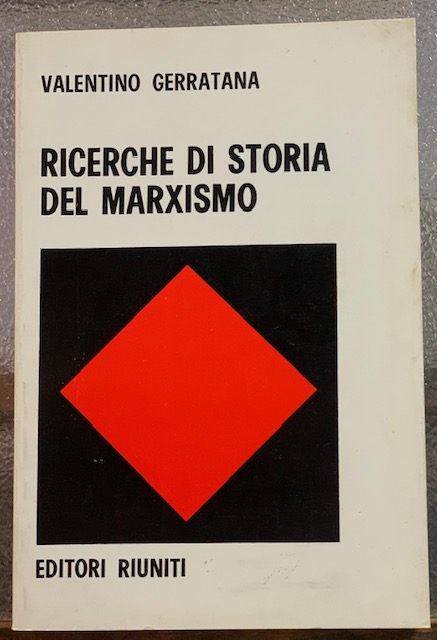 VALENTINO GERRATANA
RICERCHE DI STORIA
DEL MARXISMO
EDITORI RIUNITI